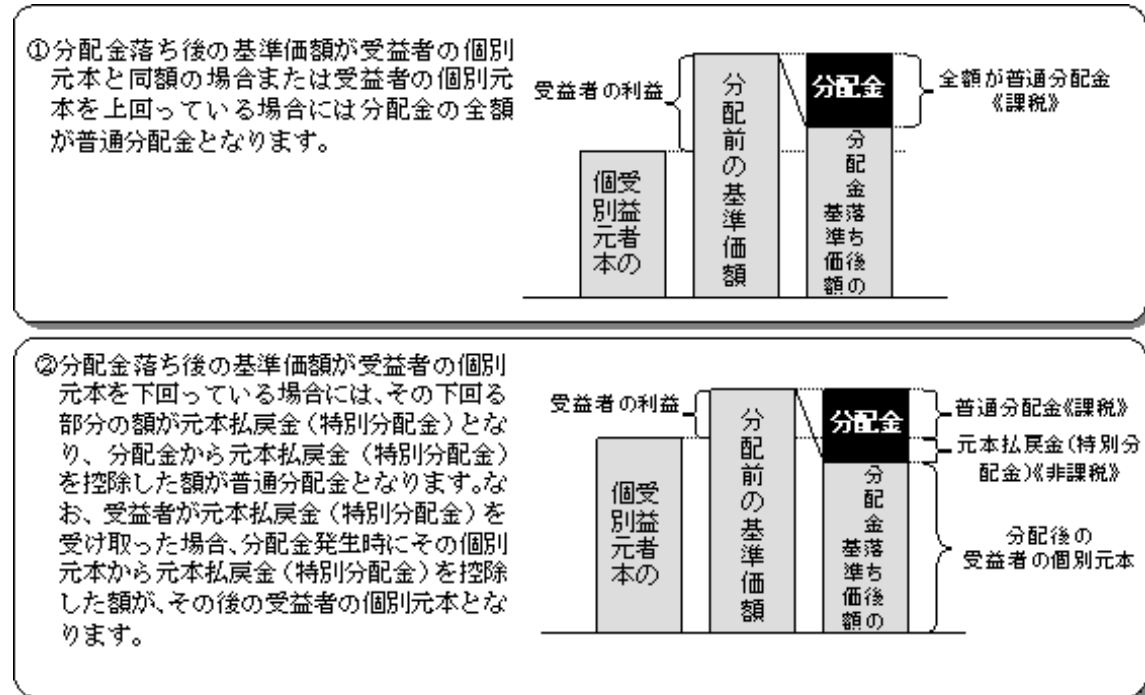 ①分配金落ち後の基準価額が受益者の個別
元本と同額の場合または受益者の個別元
本を上回っている場合には分配金の全額
が普通分配金となります。
受益者の利益
受益者の
個別元本
分配前の基準価額
分配金
分配金落ち後の
基準価額
全額が普通分配金
《課税》
②分配金落ち後の基準価額が受益者の個別
元本を下回っている場合には、その下回る
部分の額が元本払戻金（特別分配金）とな
り、分配金から元本払戻金（特別分配金）
を控除した額が普通分配金となります。な
お、受益者が元本払戻金（特別分配金）を
受け取った場合、分配金発生時にその個別
元本から元本払戻金（特別分配金）を控除
した額が、その後の受益者の個別元本とな
ります。
受益者の利益
受益者の
個別元本
分配前の基準価額
分配金
分配金落ち後の
基準価額
普通分配金《課税》
元本払戻金(特別分
配金)《非課税》
分配後の
受益者の個別元本